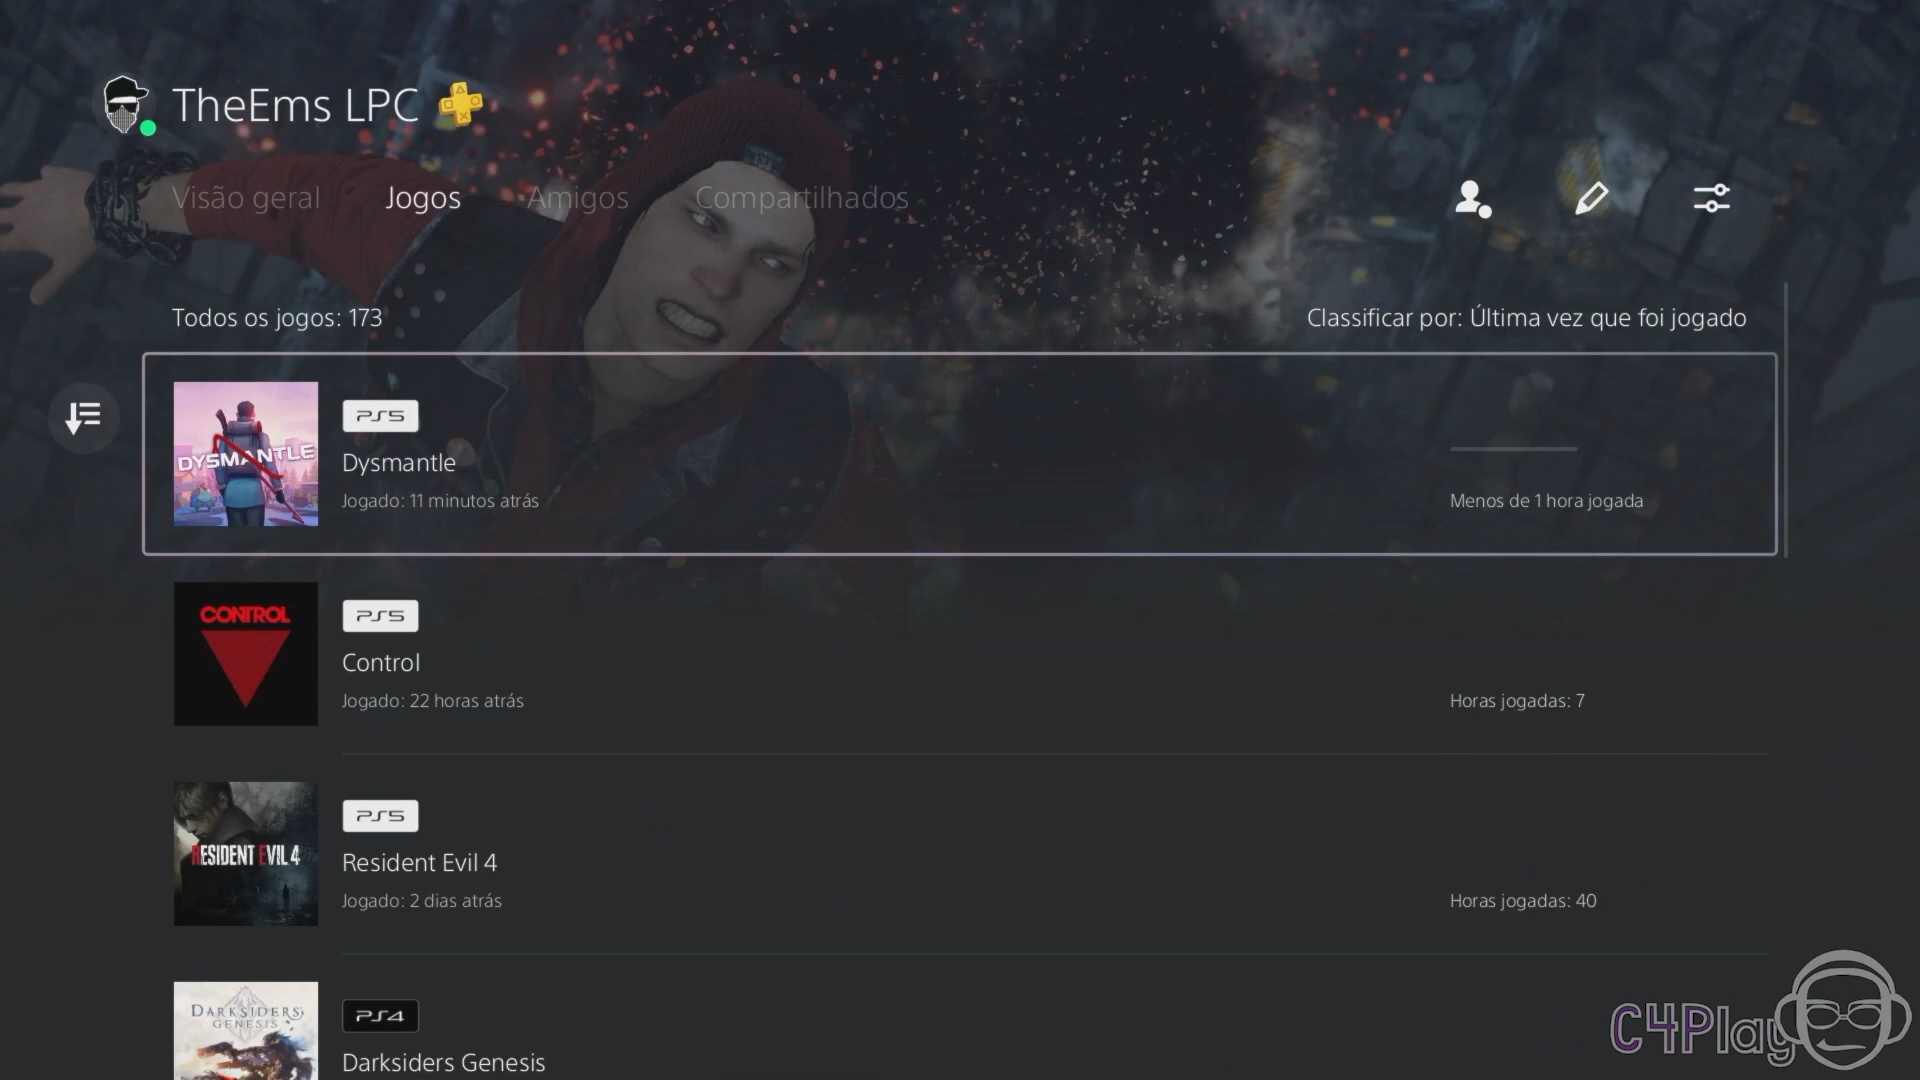 TheEms LPC
Visão geral
Jogos
Amigos
Compartilhados
Todos os jogos: 173
Classificar por: Última vez que foi jogado
DYSMANTLE
PS5
Dysmantle
Jogado: 11 minutos atrás
Menos de 1 hora jogada
CONTROL
PS5
Control
Jogado: 22 horas atrás
Horas jogadas: 7
RESIDENT EVIL 4
PS5
Resident Evil 4
Jogado: 2 dias atrás
Horas jogadas: 40
DARKSIDERS
GENESIS
PS4
Darksiders Genesis
C4Play